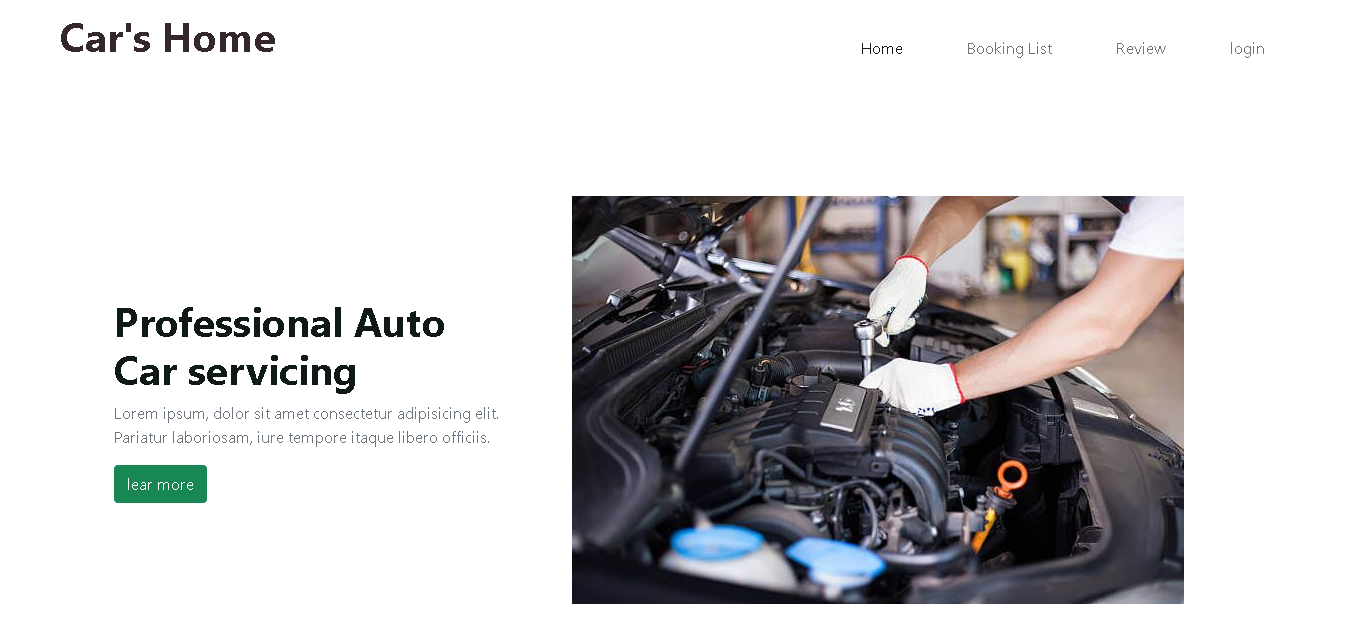 Car's Home
Home Booking List Review login
Professional Auto
Car servicing
Lorem ipsum, dolor sit amet consectetur adipisicing elit.
Pariatur laboriosam, iure tempore itaque libero officiis.
lear more